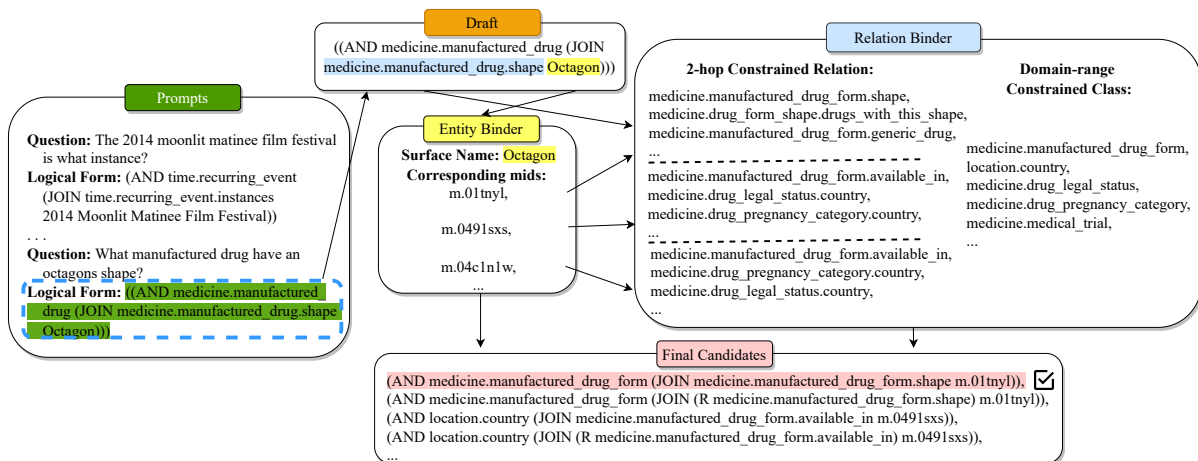 Draft
((AND medicine.manufactured_drug (JOIN
medicine.manufactured_drug.shape Octagon)))
Prompts
Question: The 2014 moonlit matinee film festival
is what instance?
Logical Form: (AND time.recurring_event
(JOIN time.recurring_event.instances
2014 Moonlit Matinee Film Festival))
. . .
Question: What manufactured drug have an
octagons shape?
Logical Form: ((AND medicine.manufactured_
drug (JOIN medicine.manufactured_drug.shape
Octagon)))
Entity Binder
Surface Name: Octagon
Corresponding mids:
m.01tnyl,
m.0491sxs,
m.04c1n1w,
...
Relation Binder
2-hop Constrained Relation:
medicine.manufactured_drug_form.shape,
medicine.drug_form_shape.drugs_with_this_shape,
medicine.manufactured_drug_form.generic_drug,
...
medicine.manufactured_drug_form.available_in,
medicine.drug_legal_status.country,
medicine.drug_pregnancy_category.country,
...
medicine.manufactured_drug_form.available_in,
medicine.drug_pregnancy_category.country,
medicine.drug_legal_status.country,
...
Domain-range
Constrained Class:
medicine.manufactured_drug_form,
location.country,
medicine.drug_legal_status,
medicine.drug_pregnancy_category,
medicine.medical_trial,
...
Final Candidates
(AND medicine.manufactured_drug_form (JOIN medicine.manufactured_drug_form.shape m.01tnyl)),
(AND medicine.manufactured_drug_form (JOIN (R medicine.manufactured_drug_form.shape) m.01tnyl)),
(AND location.country (JOIN medicine.manufactured_drug_form.available_in m.0491sxs)),
(AND location.country (JOIN (R medicine.manufactured_drug_form.available_in) m.0491sxs)),
...